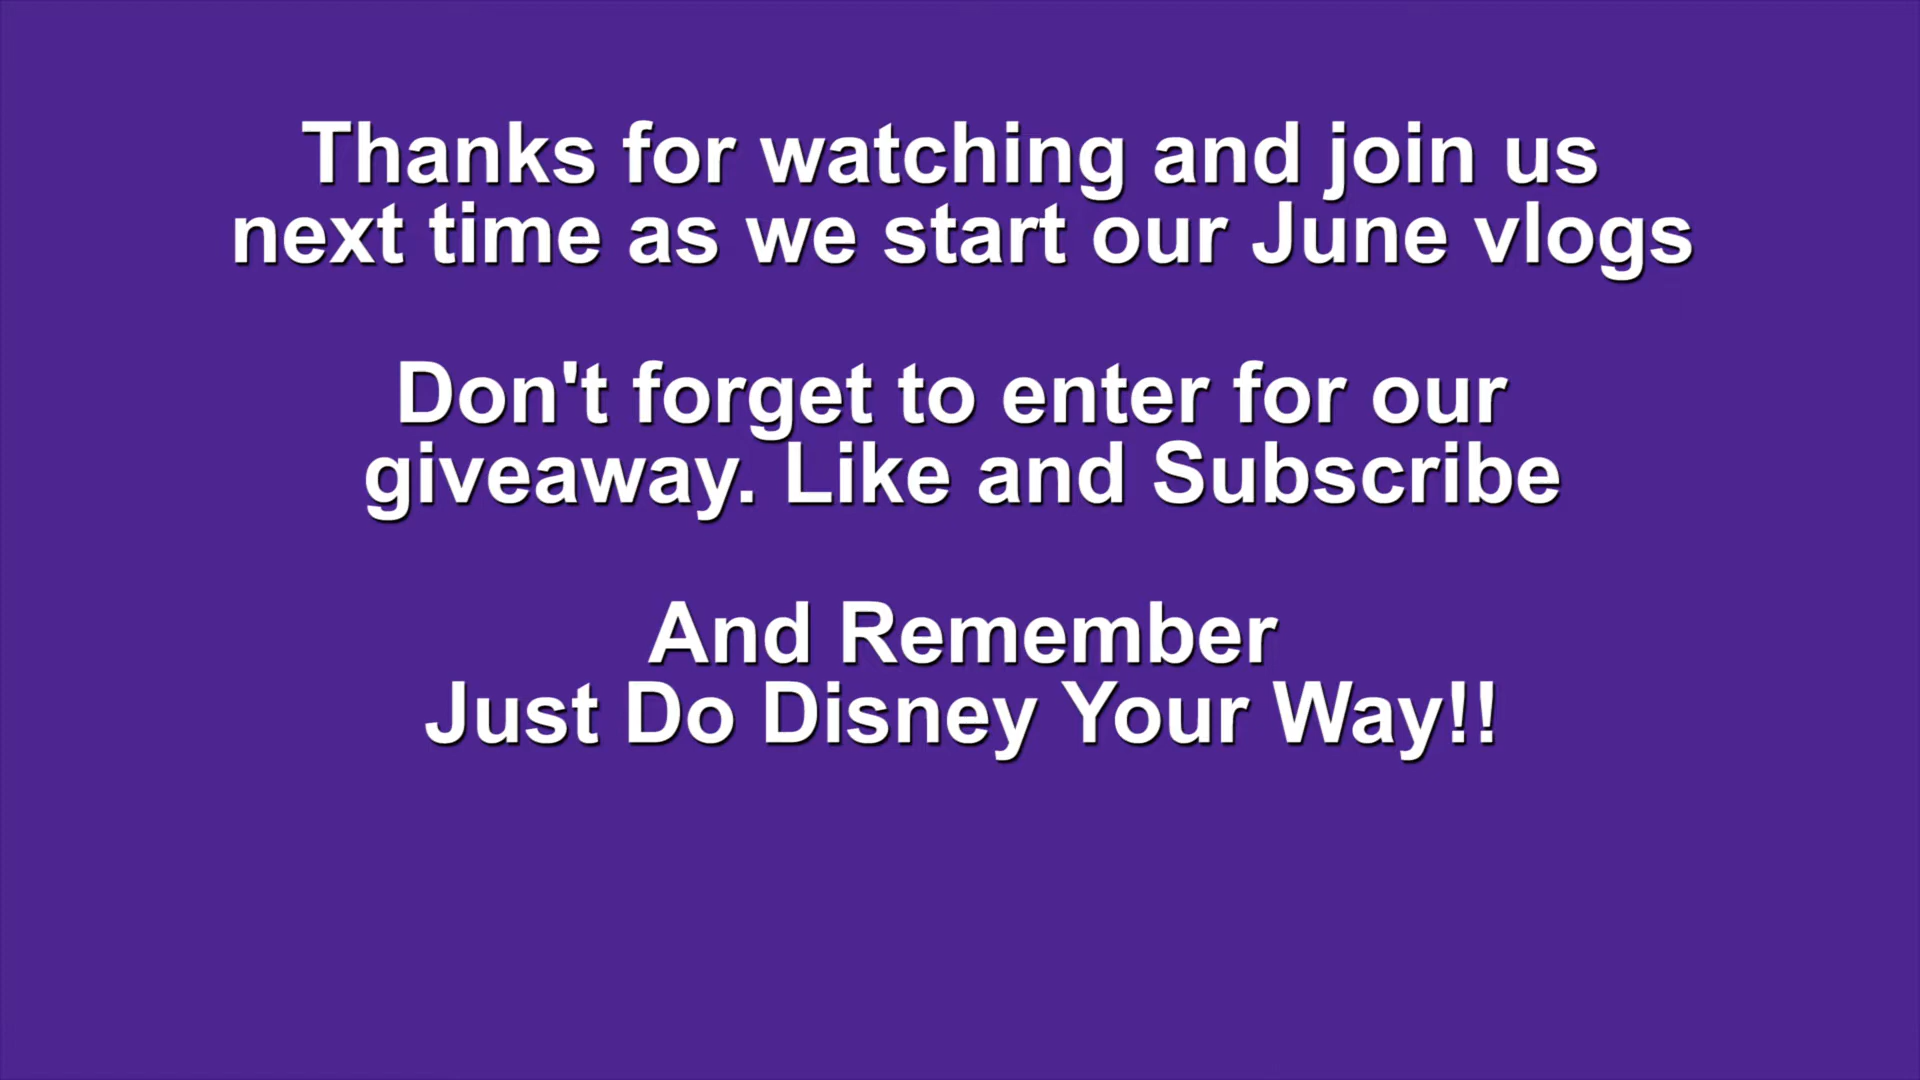 Thanks for watching and join us
next time as we start our June vlogs
Don't forget to enter for our
giveaway. Like and Subscribe
And Remember
Just Do Disney Your Way!!